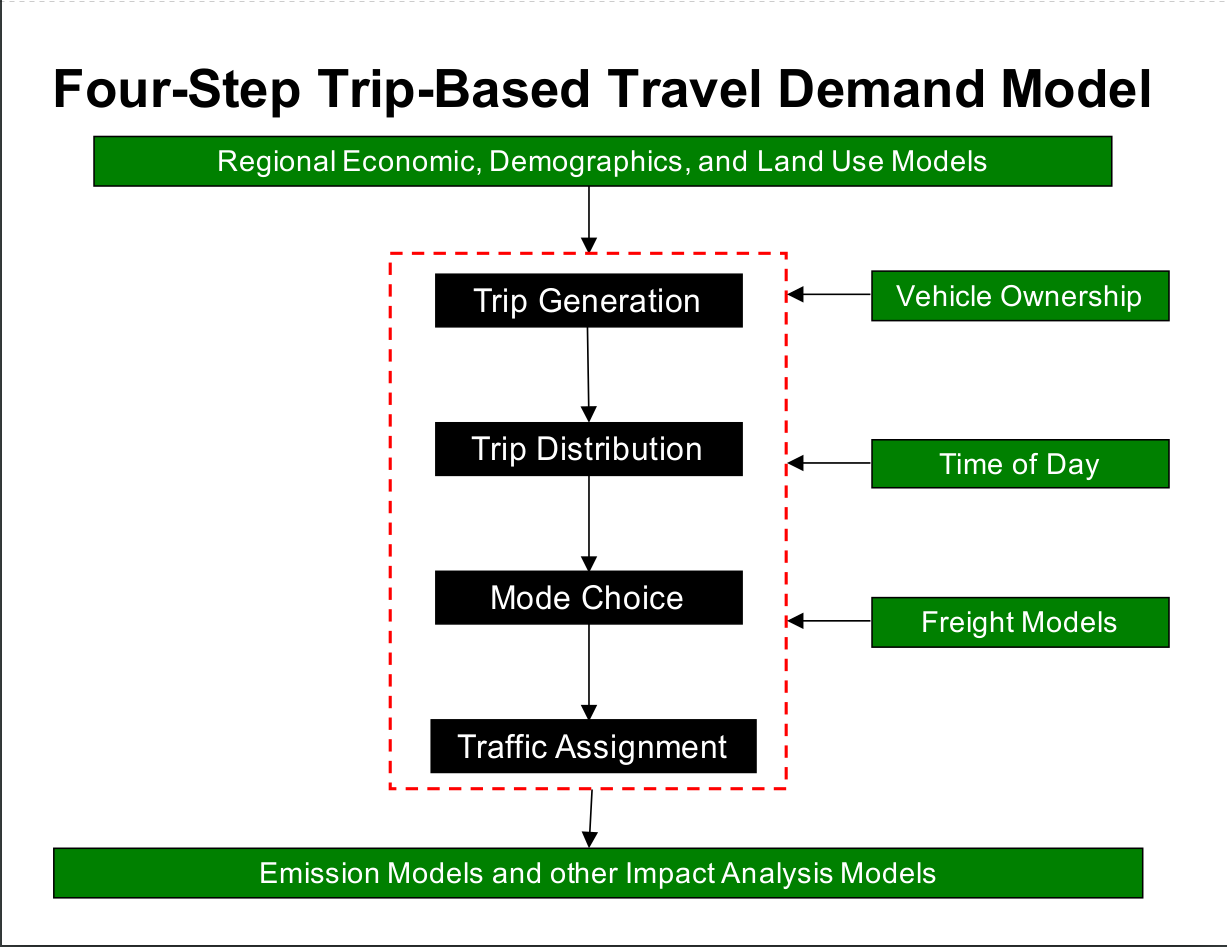 Four-Step Trip-Based Travel Demand Model
Regional Economic, Demographics, and Land Use Models
Trip Generation
Vehicle Ownership
Trip Distribution
Time of Day
Mode Choice
Freight Models
Traffic Assignment
Emission Models and other Impact Analysis Models